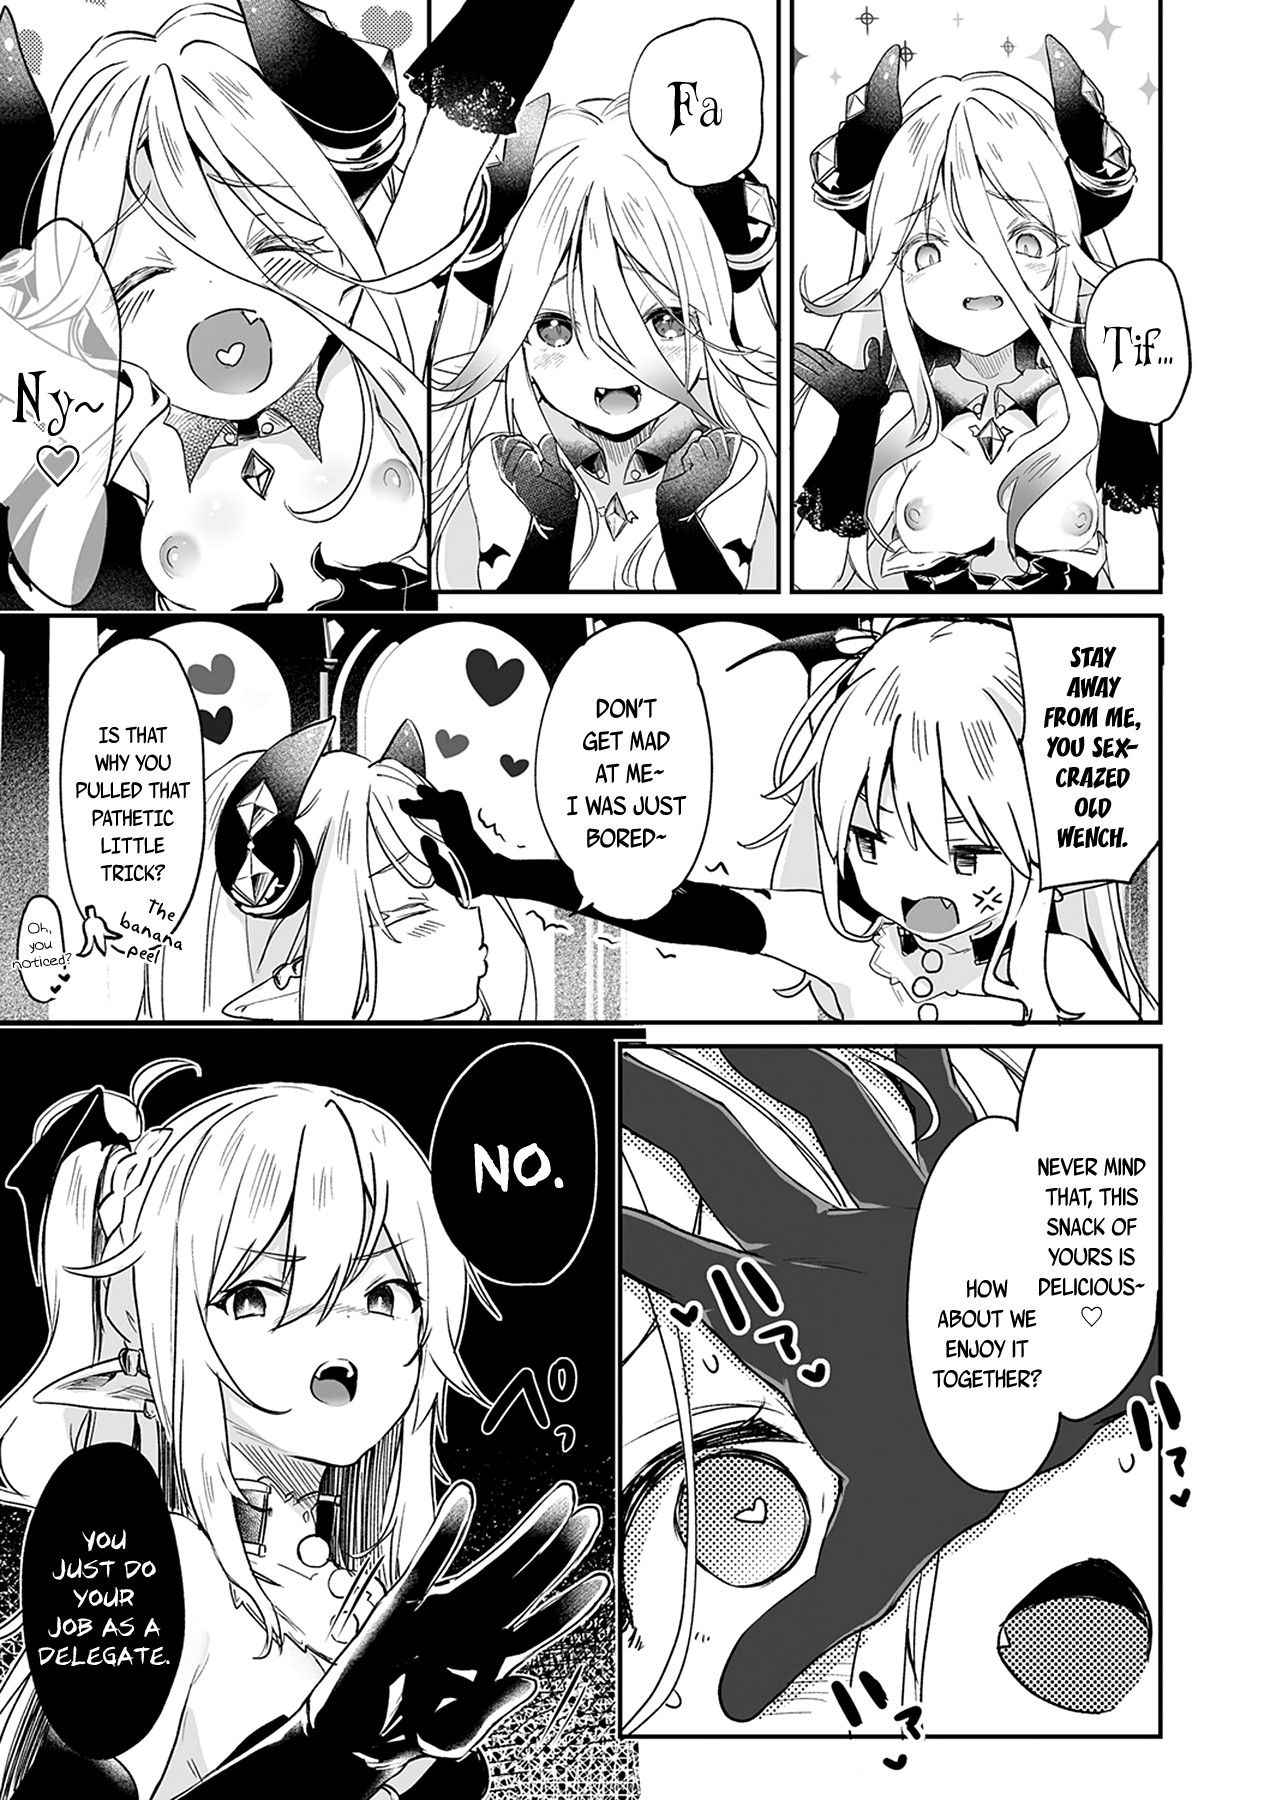 Tif...
Fa
Ny~
♥
STAY
AWAY
FROM ME,
YOU SEX-
CRAZED
OLD
WENCH.
DON'T
GET MAD
AT ME~
I WAS JUST
BORED~
IS THAT
WHY YOU
PULLED THAT
PATHETIC
LITTLE
TRICK?
The
banana
peel
Oh,
you
noticed?
♥
NEVER MIND
THAT, THIS
SNACK OF
YOURS IS
DELICIOUS~
♡
HOW
ABOUT WE
ENJOY IT
TOGETHER?
NO.
YOU
JUST DO
YOUR
JOB AS A
DELEGATE.